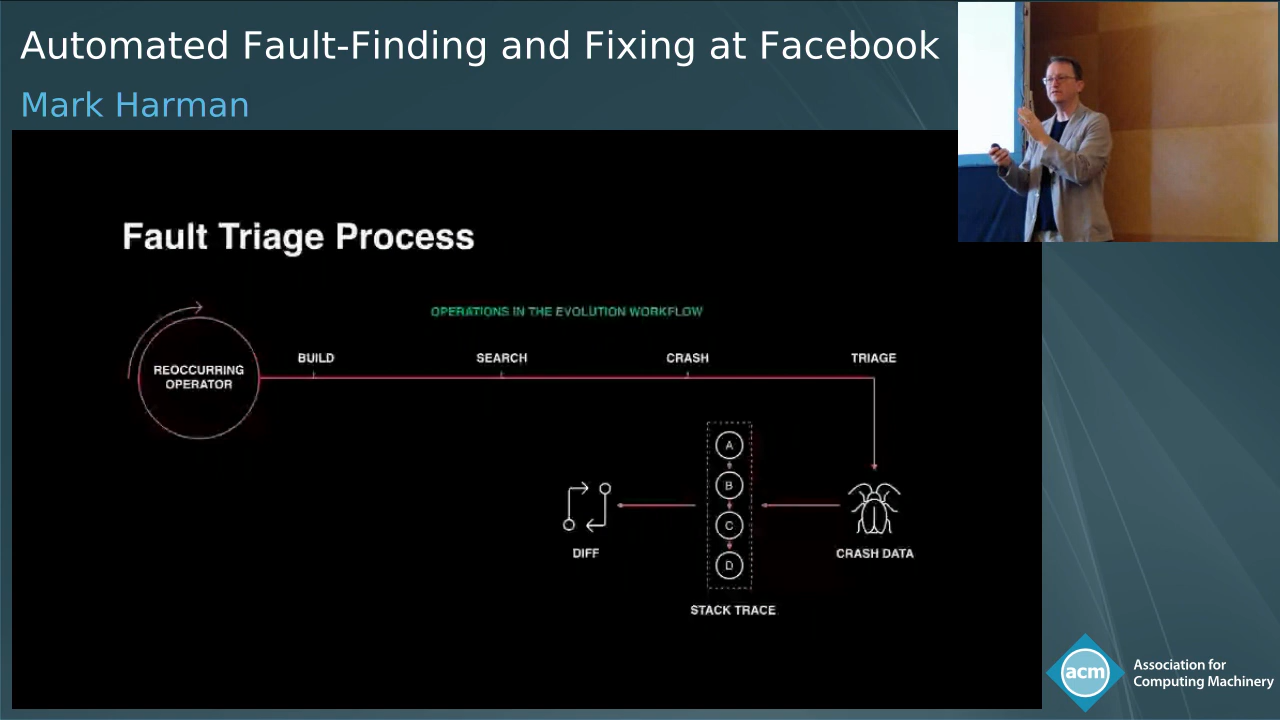 Automated Fault-Finding and Fixing at Facebook
Mark Harman
Fault Triage Process
OPERATIONS IN THE EVOLUTION WORKFLOW
BUILD
SEARCH
CRASH
TRIAGE
REOCCURRING
OPERATOR
A
B
C
D
DIFF
CRASH DATA
STACK TRACE
acm
Association for
Computing Machinery